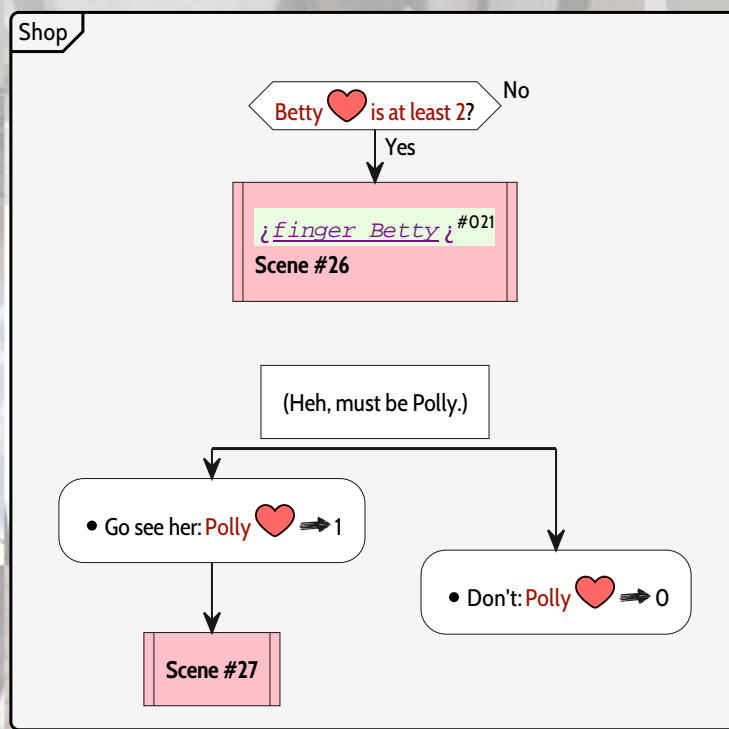 Shop
Betty ❤ is at least 2?
No
Yes
¿finger Betty¿#021
Scene #26
(Heh, must be Polly.)
• Go see her: Polly ❤ ➡ 1
• Don't: Polly ❤ ➡ 0
Scene #27